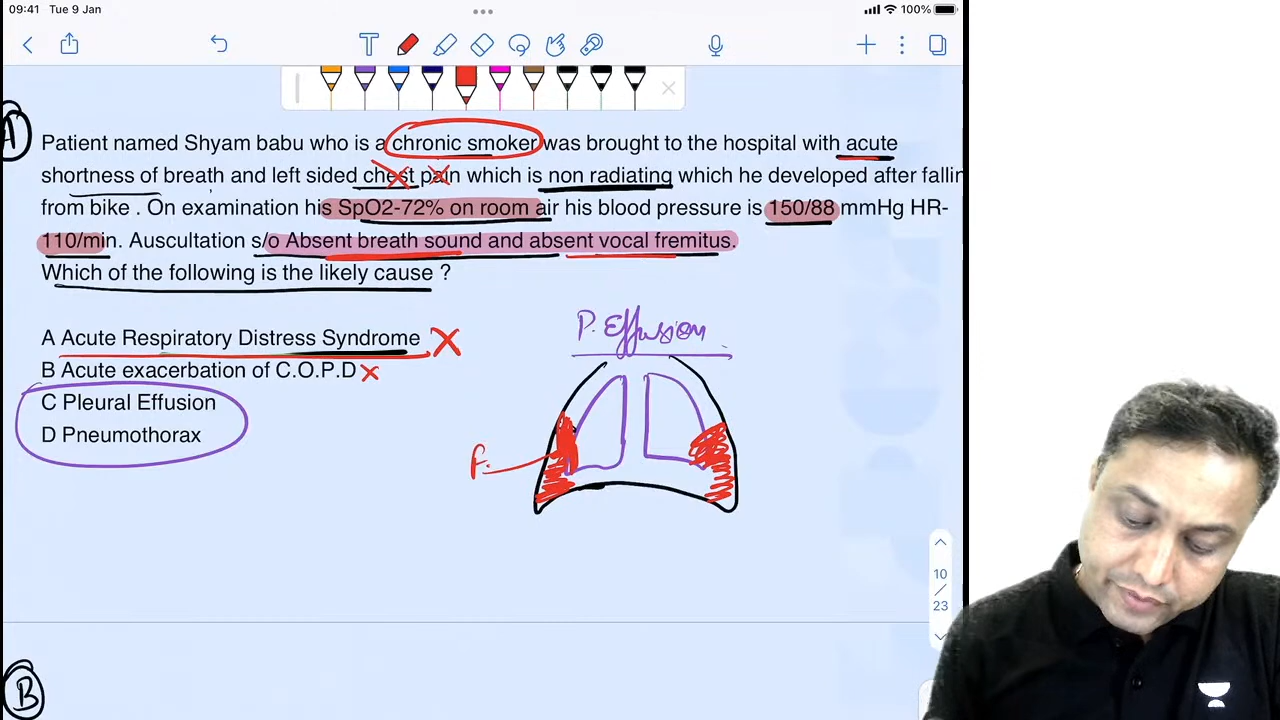 09:41 Tue 9 Jan
100%
T
A
Patient named Shyam babu who is a chronic smoker was brought to the hospital with acute
shortness of breath and left sided chest pain which is non radiating which he developed after fallin
from bike . On examination his SpO2-72% on room air his blood pressure is 150/88 mmHg HR-
110/min. Auscultation s/o Absent breath sound and absent vocal fremitus.
Which of the following is the likely cause ?
P. Effusion
A Acute Respiratory Distress Syndrome
B Acute exacerbation of C.O.P.D
C Pleural Effusion
D Pneumothorax
F.
10
/
23
B